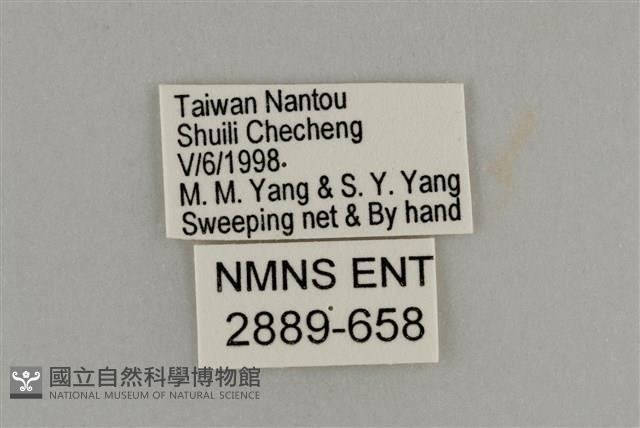 Taiwan Nantou
Shuili Checheng
V/6/1998.
M. M. Yang & S. Y. Yang
Sweeping net & By hand
NMNS ENT
2889-658
國立自然科學博物館
NATIONAL MUSEUM OF NATURAL SCIENCE